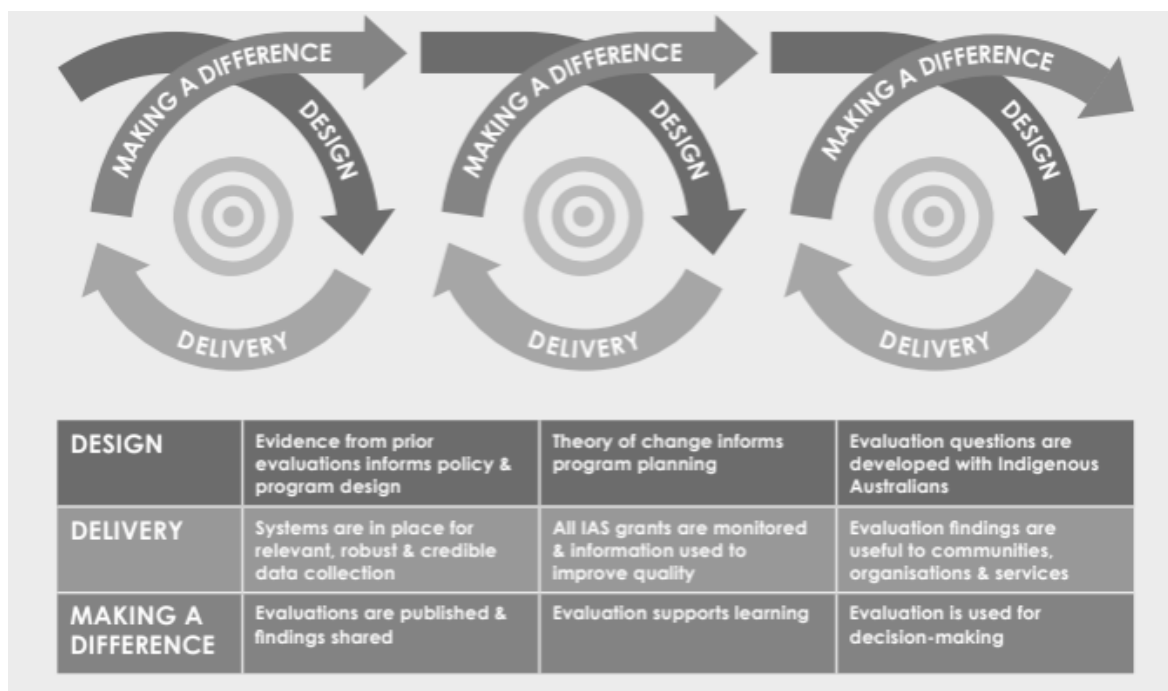 MAKING A DIFFERENCE
DESIGN
DELIVERY
MAKING A DIFFERENCE
DESIGN
DELIVERY
MAKING A DIFFERENCE
DESIGN
DELIVERY
DESIGN
Evidence from prior
evaluations informs policy &
program design
Theory of change informs
program planning
Evaluation questions are
developed with Indigenous
Australians
DELIVERY
Systems are in place for
relevant, robust & credible
data collection
All IAS grants are monitored
& information used to
improve quality
Evaluation findings are
useful to communities,
organisations & services
MAKING A
DIFFERENCE
Evaluations are published &
findings shared
Evaluation supports learning
Evaluation is used for
decision-making